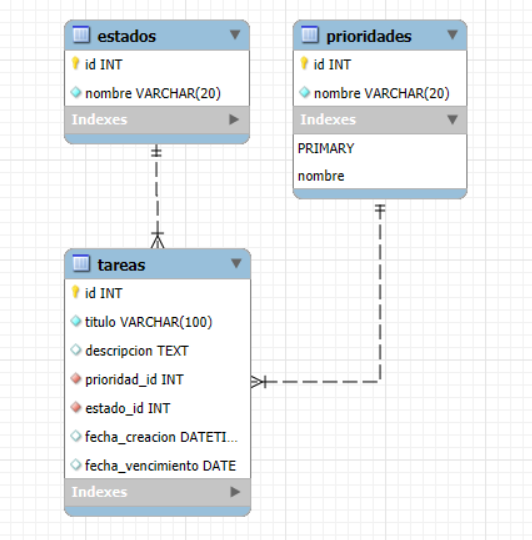 estados
id INT
nombre VARCHAR(20)
Indexes
prioridades
id INT
nombre VARCHAR(20)
Indexes
PRIMARY
nombre
tareas
id INT
titulo VARCHAR(100)
descripcion TEXT
prioridad_id INT
estado_id INT
fecha_creacion DATETI...
fecha_vencimiento DATE
Indexes